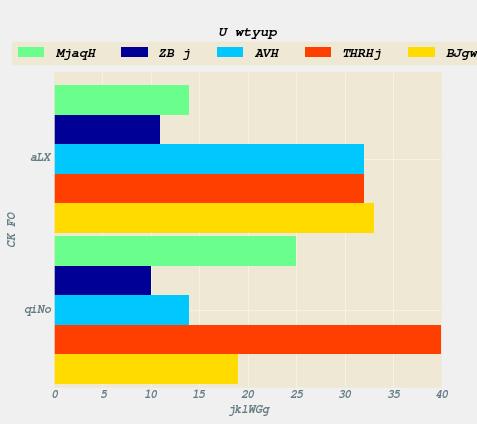 U wtyup
MjaqH ZB j AVH THRHj BJgw
aLX
CK FO
qiNo
0 5 10 15 20 25 30 35 40
jklWGg